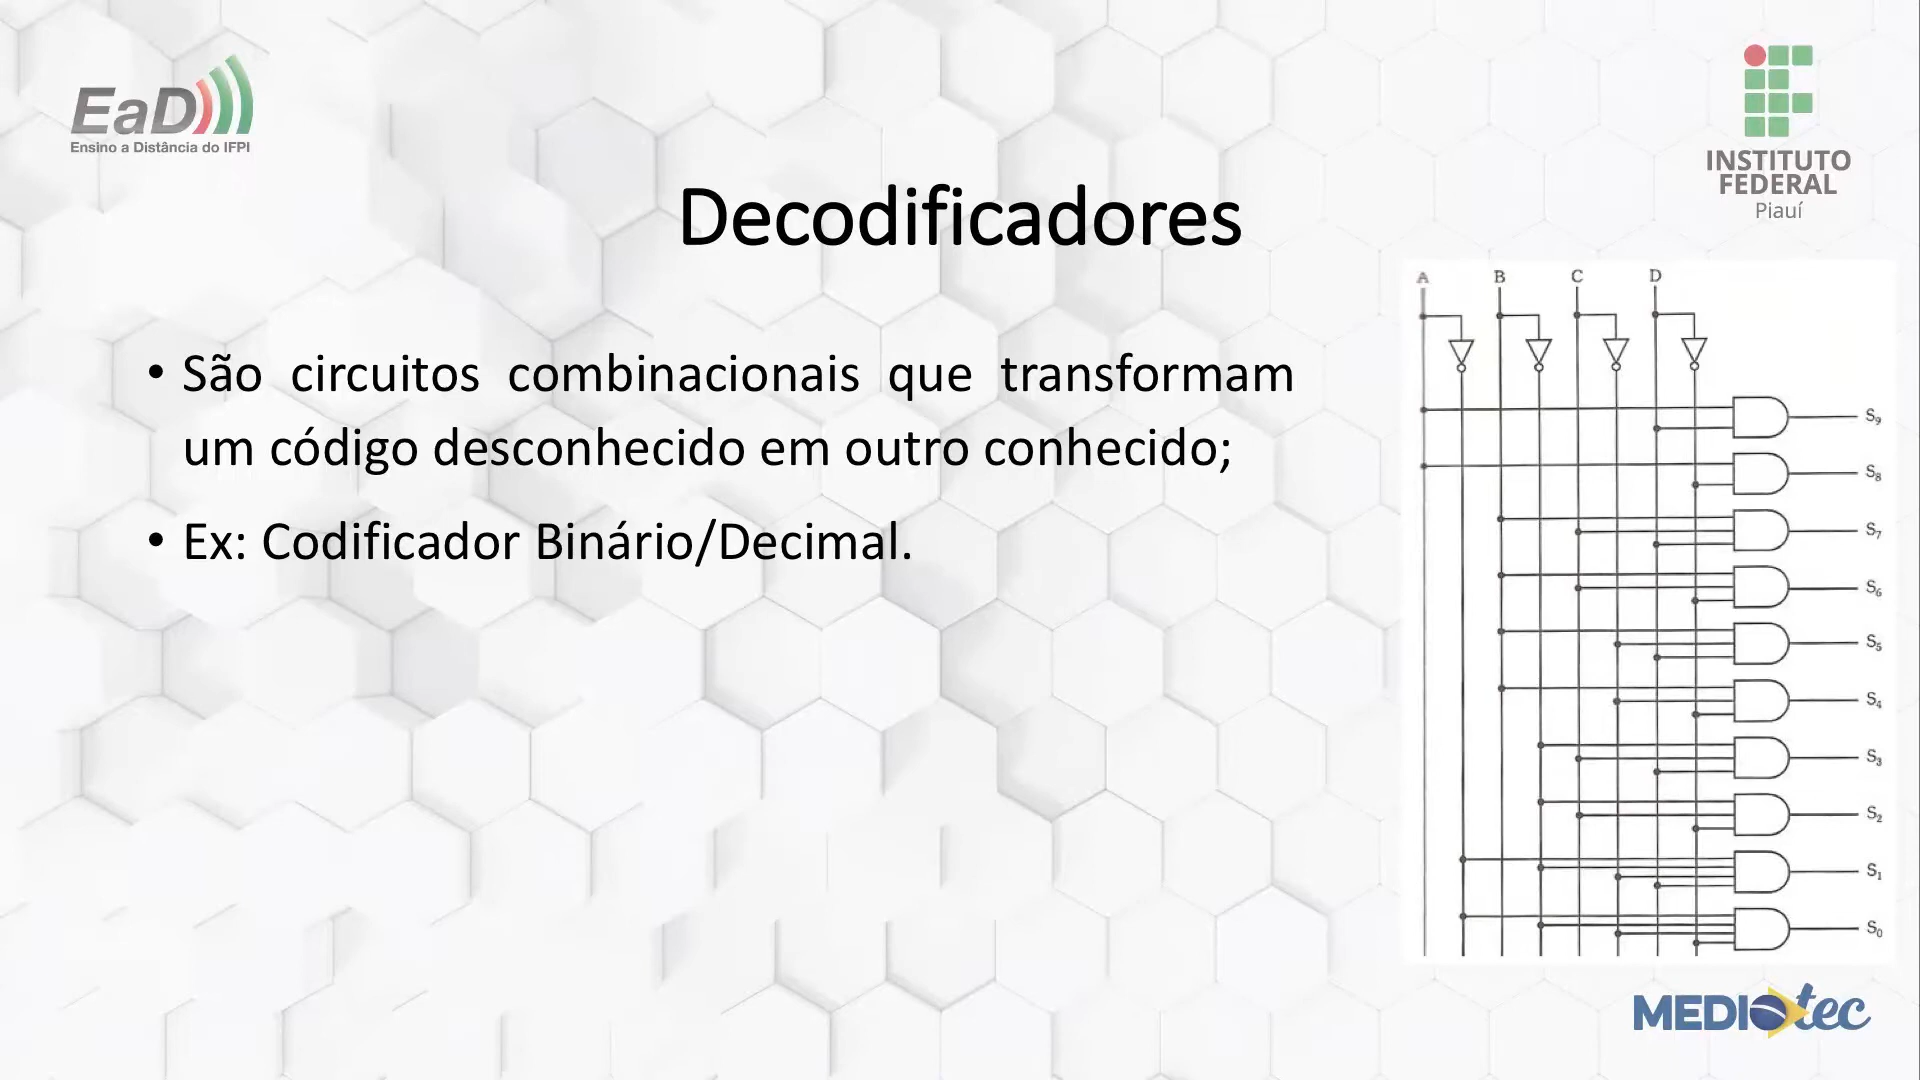 EaD
Ensino a Distância do IFPI
INSTITUTO
FEDERAL
Piauí
Decodificadores
• São circuitos combinacionais que transformam
um código desconhecido em outro conhecido;
• Ex: Codificador Binário/Decimal.
A B C D
S₉
S₈
S₇
S₆
S₅
S₄
S₃
S₂
S₁
S₀
MEDIOtec